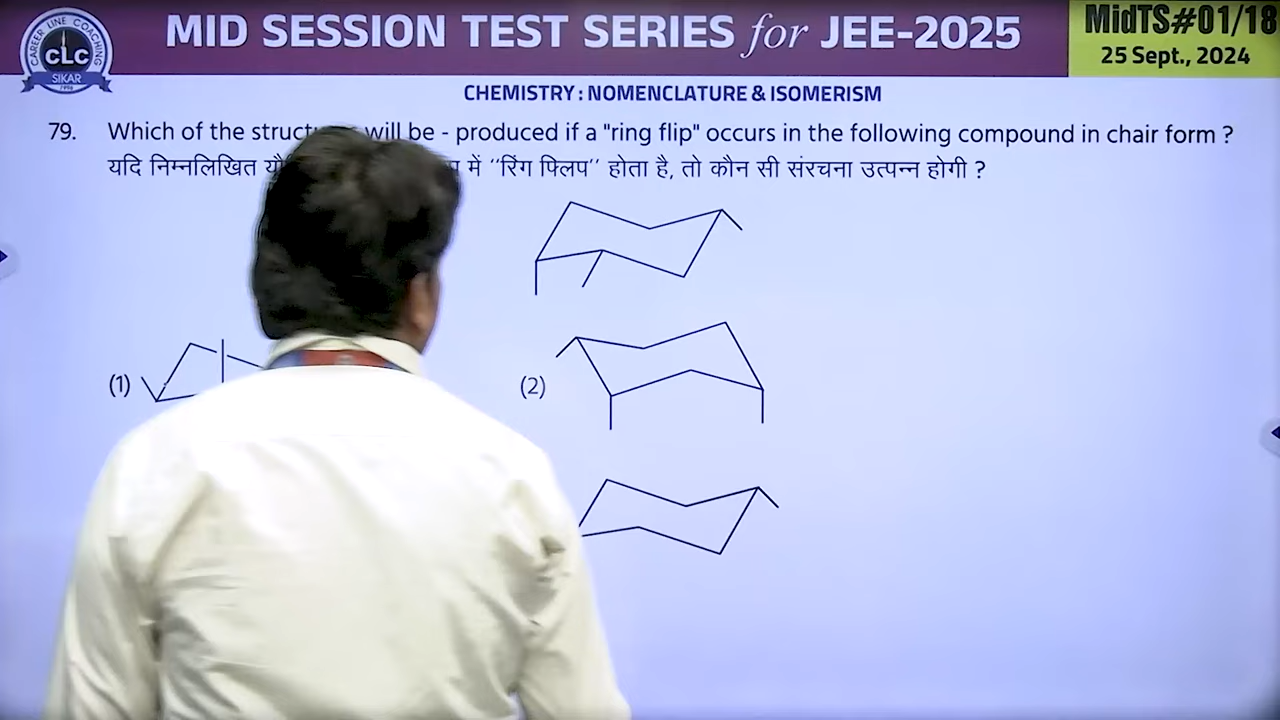 CAREER LINE COACHING
CLC
SIKAR
MID SESSION TEST SERIES for JEE-2025
MidTS#01/18
25 Sept., 2024
CHEMISTRY : NOMENCLATURE & ISOMERISM
79. Which of the will be - produced if a "ring flip" occurs in the following compound in chair form ?
यदि निम्नलिखित में ‘‘रिंग फ्लिप’’ होता है, तो कौन सी संरचना उत्पन्न होगी ?
(1)
(2)